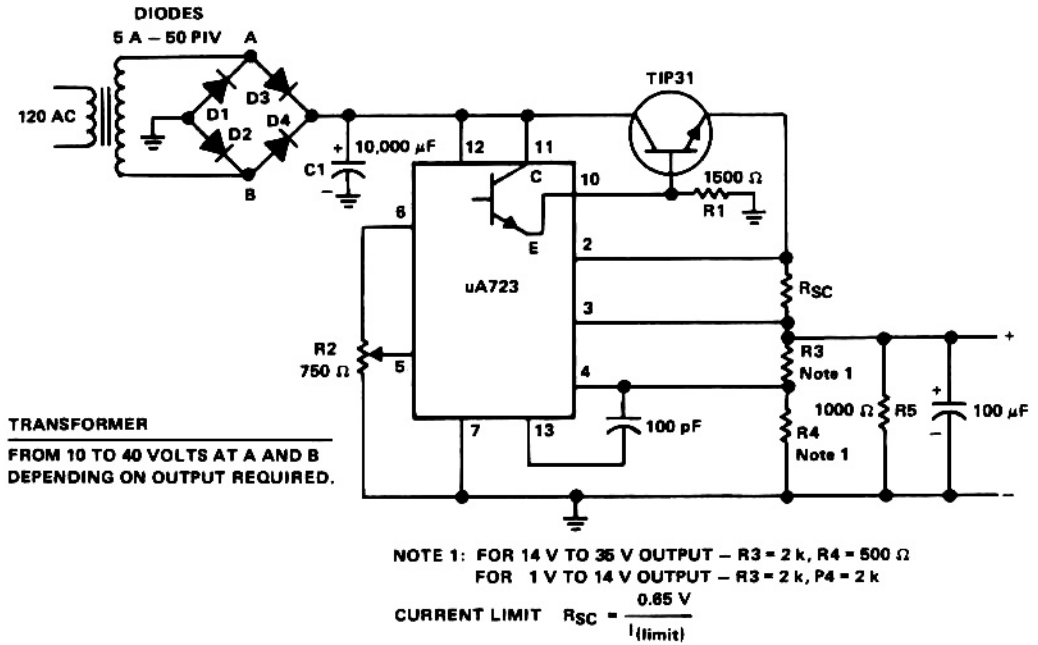 DIODES
5 A – 50 PIV
A
TIP31
120 AC
D1
D3
D2
D4
B
+
10,000 µF
C1
–
12
11
C
E
10
1500 Ω
R1
6
2
uA723
RSC
3
R2
750 Ω
5
4
R3
Note 1
+
1000 Ω
R5
+
100 µF
–
100 pF
R4
Note 1
7
13
–
TRANSFORMER
FROM 10 TO 40 VOLTS AT A AND B
DEPENDING ON OUTPUT REQUIRED.
NOTE 1: FOR 14 V TO 35 V OUTPUT – R3 = 2 k, R4 = 500 Ω
FOR 1 V TO 14 V OUTPUT – R3 = 2 k, P4 = 2 k
CURRENT LIMIT RSC = 0.65 V
I(limit)